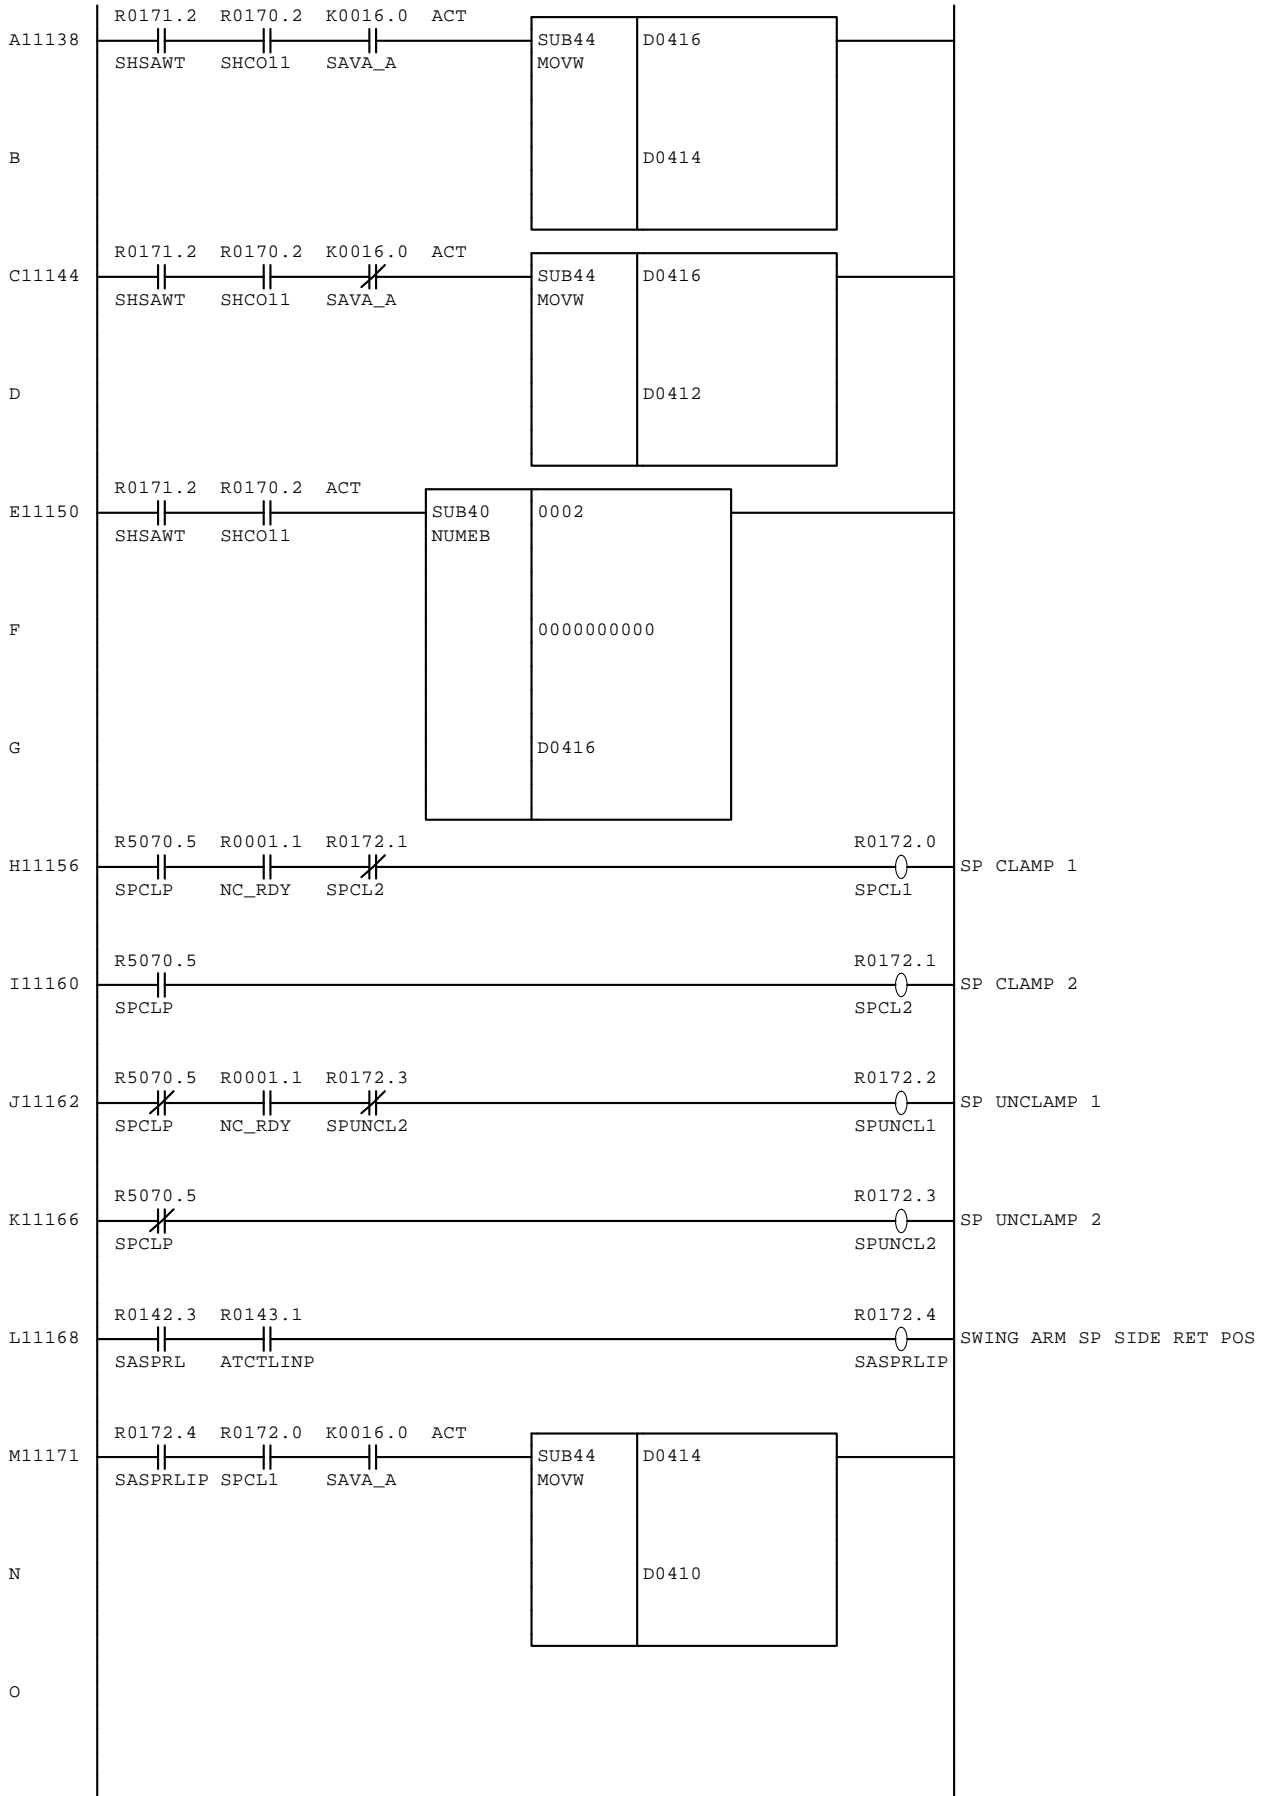 R0171.2 R0170.2 K0016.0 ACT
A11138 SUB44 D0416
SHSAWT SHCO11 SAVA_A MOVW
B D0414
R0171.2 R0170.2 K0016.0 ACT
C11144 SUB44 D0416
SHSAWT SHCO11 SAVA_A MOVW
D D0412
R0171.2 R0170.2 ACT
E11150 SUB40 0002
SHSAWT SHCO11 NUMEB
F 0000000000
G D0416
R5070.5 R0001.1 R0172.1 R0172.0
H11156 SP CLAMP 1
SPCLP NC_RDY SPCL2 SPCL1
R5070.5 R0172.1
I11160 SP CLAMP 2
SPCLP SPCL2
R5070.5 R0001.1 R0172.3 R0172.2
J11162 SP UNCLAMP 1
SPCLP NC_RDY SPUNCL2 SPUNCL1
R5070.5 R0172.3
K11166 SP UNCLAMP 2
SPCLP SPUNCL2
R0142.3 R0143.1 R0172.4
L11168 SWING ARM SP SIDE RET POS
SASPRL ATCTLINP SASPRLIP
R0172.4 R0172.0 K0016.0 ACT
M11171 SUB44 D0414
SASPRLIP SPCL1 SAVA_A MOVW
N D0410
O